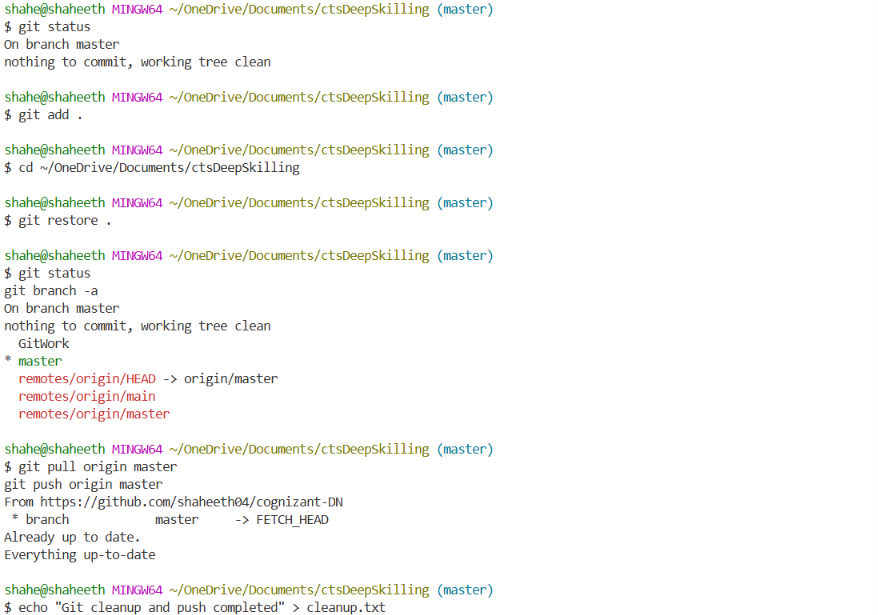 shahe@shaheeth MINGW64 ~/OneDrive/Documents/ctsDeepSkilling (master)
$ git status
On branch master
nothing to commit, working tree clean
shahe@shaheeth MINGW64 ~/OneDrive/Documents/ctsDeepSkilling (master)
$ git add .
shahe@shaheeth MINGW64 ~/OneDrive/Documents/ctsDeepSkilling (master)
$ cd ~/OneDrive/Documents/ctsDeepSkilling
shahe@shaheeth MINGW64 ~/OneDrive/Documents/ctsDeepSkilling (master)
$ git restore .
shahe@shaheeth MINGW64 ~/OneDrive/Documents/ctsDeepSkilling (master)
$ git status
git branch -a
On branch master
nothing to commit, working tree clean
  GitWork
* master
  remotes/origin/HEAD -> origin/master
  remotes/origin/main
  remotes/origin/master
shahe@shaheeth MINGW64 ~/OneDrive/Documents/ctsDeepSkilling (master)
$ git pull origin master
git push origin master
From https://github.com/shaheeth04/cognizant-DN
 * branch            master     -> FETCH_HEAD
Already up to date.
Everything up-to-date
shahe@shaheeth MINGW64 ~/OneDrive/Documents/ctsDeepSkilling (master)
$ echo "Git cleanup and push completed" > cleanup.txt